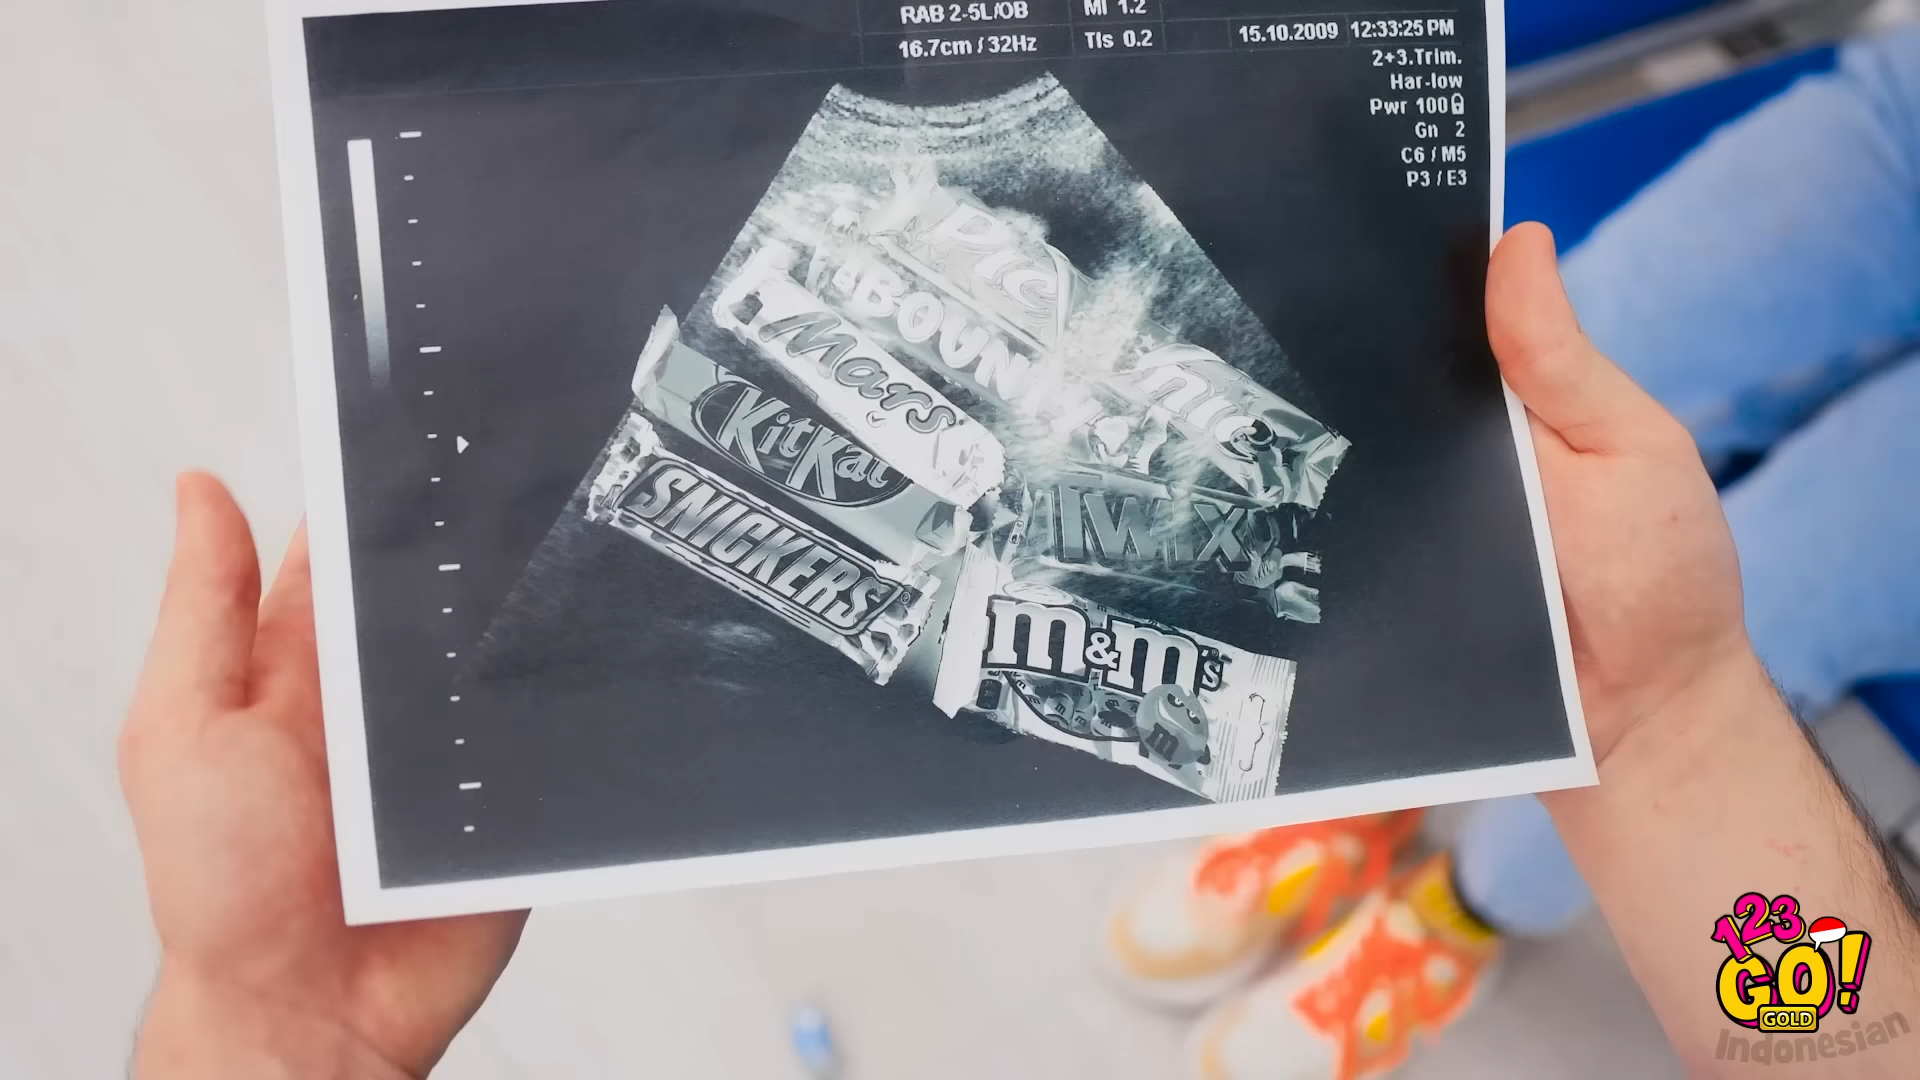 RAB 2-5L/OB
MI 1.2
16.7cm / 32Hz
TIs 0.2
15.10.2009 12:33:25 PM
2+3.Trim.
Har-low
Pwr 100
Gn 2
C6 / M5
P3 / E3
Picnic
BOUNTY
Mars
KitKat
SNICKERS
Twix
m&m's
m
123
GO!
GOLD
Indonesian